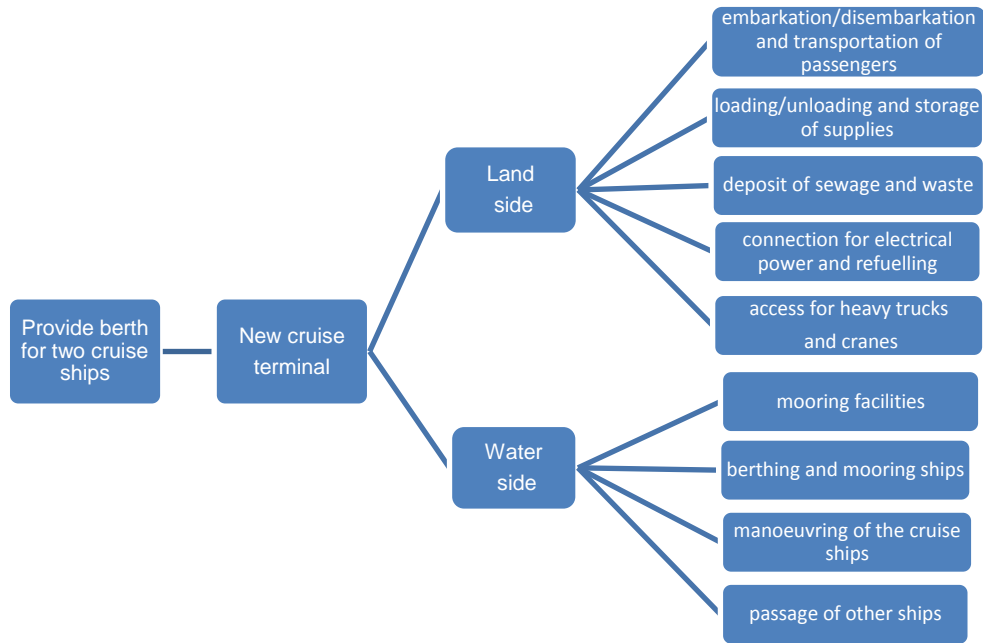 Provide berth
for two cruise
ships
New cruise
terminal
Land
side
embarkation/disembarkation
and transportation of
passengers
loading/unloading and storage
of supplies
deposit of sewage and waste
connection for electrical
power and refuelling
access for heavy trucks
and cranes
Water
side
mooring facilities
berthing and mooring ships
manoeuvring of the cruise
ships
passage of other ships